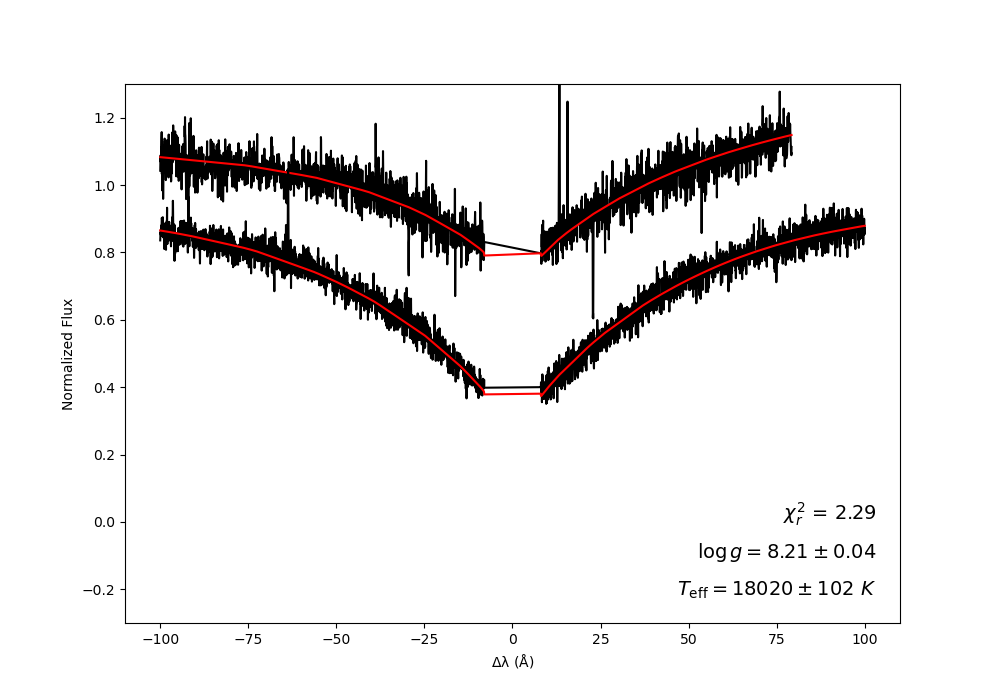 1.2
1.0
0.8
0.6
0.4
0.2
0.0
−0.2
Normalized Flux
χ²ᵣ = 2.29
log g = 8.21 ± 0.04
T_eff = 18020 ± 102 K
−100 −75 −50 −25 0 25 50 75 100
Δλ (Å)